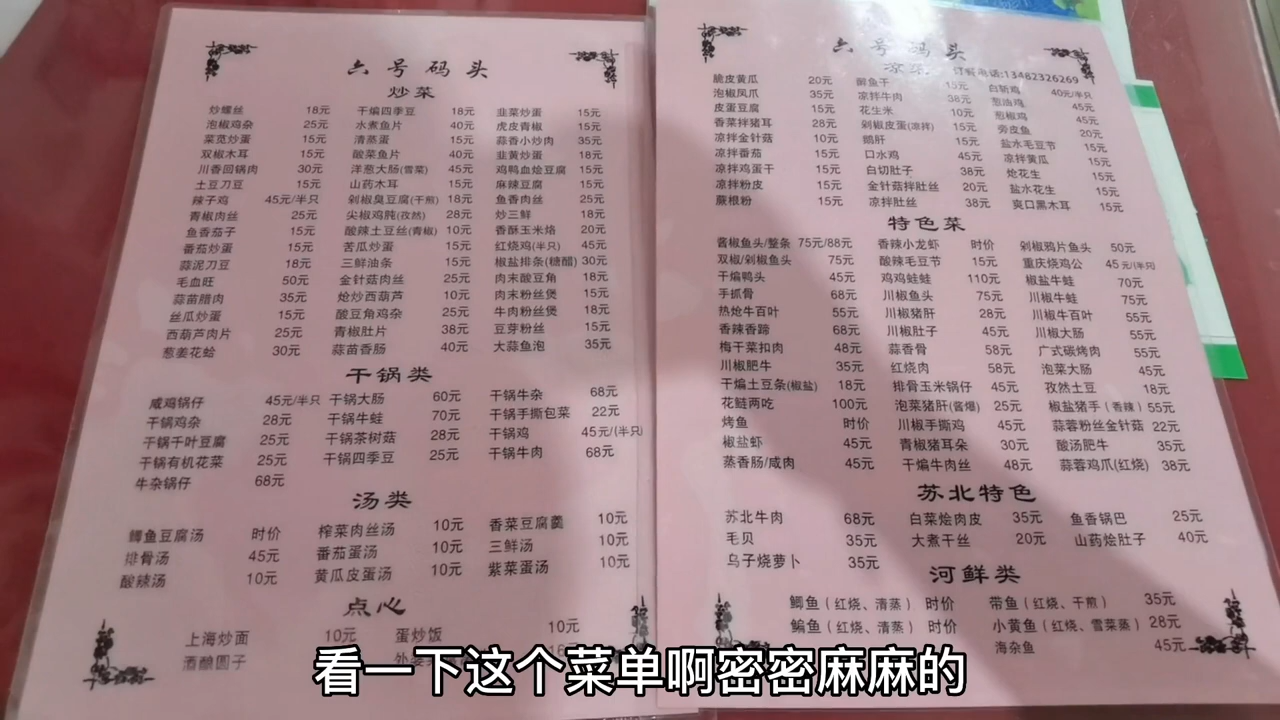 六号码头
炒菜
炒螺丝 18元 干煸四季豆 18元 韭菜炒蛋 15元
泡椒鸡杂 25元 水煮鱼片 40元 虎皮青椒 15元
菜苋炒蛋 15元 清蒸蛋 15元 蒜香小炒肉 35元
双椒木耳 15元 酸菜鱼片 40元 韭黄炒蛋 18元
川香回锅肉 30元 洋葱大肠(雪菜) 45元 鸡鸭血烩豆腐 15元
土豆刀豆 15元 山药木耳 15元 麻辣豆腐 15元
辣子鸡 45元/半只 剁椒臭豆腐(干煎) 18元 鱼香肉丝 25元
青椒肉丝 25元 尖椒鸡肫(孜然) 28元 炒三鲜 18元
鱼香茄子 15元 酸辣土豆丝(青椒) 10元 香酥玉米烙 20元
番茄炒蛋 15元 苦瓜炒蛋 15元 红烧鸡(半只) 45元
蒜泥刀豆 18元 三鲜油条 15元 椒盐排条(糖醋) 30元
毛血旺 50元 金针菇肉丝 25元 肉末酸豆角 18元
蒜苗腊肉 35元 炝炒西葫芦 10元 肉末粉丝煲 15元
丝瓜炒蛋 15元 酸豆角鸡杂 25元 牛肉粉丝煲 18元
西葫芦肉片 25元 青椒肚片 38元 豆芽粉丝 15元
葱姜花蛤 30元 蒜苗香肠 40元 大蒜鱼泡 35元
干锅类
咸鸡锅仔 45元/半只 干锅大肠 60元 干锅牛杂 68元
干锅鸡杂 28元 干锅牛蛙 70元 干锅手撕包菜 22元
干锅千叶豆腐 25元 干锅茶树菇 28元 干锅鸡 45元/(半只)
干锅有机花菜 25元 干锅四季豆 25元 干锅牛肉 68元
牛杂锅仔 68元
汤类
鲫鱼豆腐汤 时价 榨菜肉丝汤 10元 香菜豆腐羹 10元
排骨汤 45元 番茄蛋汤 10元 三鲜汤 10元
酸辣汤 10元 黄瓜皮蛋汤 10元 紫菜蛋汤 10元
点心
上海炒面 10元 蛋炒饭 10元
酒酿圆子
六号码头
凉菜 订餐电话:13482326269
脆皮黄瓜 20元 醉鱼干 15元 白斩鸡 40元/半只
泡椒凤爪 35元 凉拌牛肉 38元 葱油鸡 45元
皮蛋豆腐 15元 花生米 10元 葱椒鸡 45元
香菜拌猪耳 28元 剁椒皮蛋(凉拌) 15元 旁皮鱼 20元
凉拌金针菇 10元 鹅肝 15元 盐水毛豆节 15元
凉拌番茄 15元 口水鸡 45元 凉拌黄瓜 15元
凉拌鸡蛋干 15元 白切肚子 38元 炝花生 15元
凉拌粉皮 15元 金针菇拌肚丝 20元 盐水花生 15元
蕨根粉 15元 凉拌肚丝 38元 爽口黑木耳 15元
特色菜
酱椒鱼头/整条 75元/88元 香辣小龙虾 时价 剁椒鸦片鱼头 50元
双椒/剁椒鱼头 75元 酸辣毛豆节 15元 重庆烧鸡公 45元/(半只)
干煸鸭头 45元 鸡鸡蛙蛙 110元 椒盐牛蛙 70元
手抓骨 68元 川椒鱼头 75元 川椒牛蛙 75元
热炝牛百叶 55元 川椒猪肝 28元 川椒牛百叶 55元
香辣香蹄 68元 川椒肚子 45元 川椒大肠 55元
梅干菜扣肉 48元 蒜香骨 58元 广式碳烤肉 55元
川椒肥牛 35元 红烧肉 58元 泡菜大肠 45元
干煸土豆条(椒盐) 18元 排骨玉米锅仔 45元 孜然土豆 18元
花鲢两吃 100元 泡菜猪肝(酱爆) 25元 椒盐猪手(香辣) 55元
烤鱼 时价 川椒手撕鸡 45元 蒜蓉粉丝金针菇 22元
椒盐虾 45元 青椒猪耳朵 30元 酸汤肥牛 35元
蒸香肠/咸肉 45元 干煸牛肉丝 48元 蒜蓉鸡爪(红烧) 38元
苏北特色
苏北牛肉 68元 白菜烩肉皮 35元 鱼香锅巴 25元
毛贝 35元 大煮干丝 20元 山药烩肚子 40元
乌子烧萝卜 35元
河鲜类
鲫鱼(红烧、清蒸) 时价 带鱼(红烧、干煎) 35元
鳊鱼(红烧、清蒸) 时价 小黄鱼(红烧、雪菜蒸) 28元
海杂鱼 45元
看一下这个菜单啊密密麻麻的